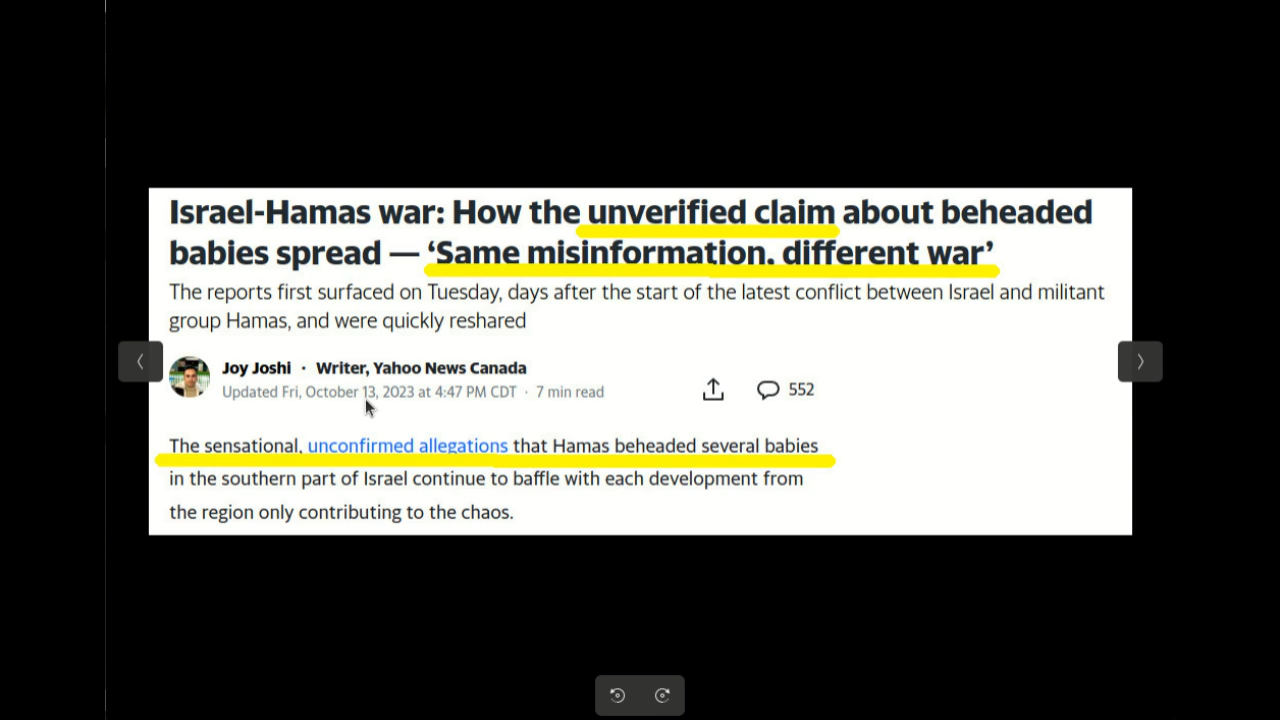 Israel-Hamas war: How the unverified claim about beheaded
babies spread — ‘Same misinformation, different war’
The reports first surfaced on Tuesday, days after the start of the latest conflict between Israel and militant
group Hamas, and were quickly reshared
Joy Joshi · Writer, Yahoo News Canada
Updated Fri, October 13, 2023 at 4:47 PM CDT · 7 min read
552
The sensational, unconfirmed allegations that Hamas beheaded several babies
in the southern part of Israel continue to baffle with each development from
the region only contributing to the chaos.